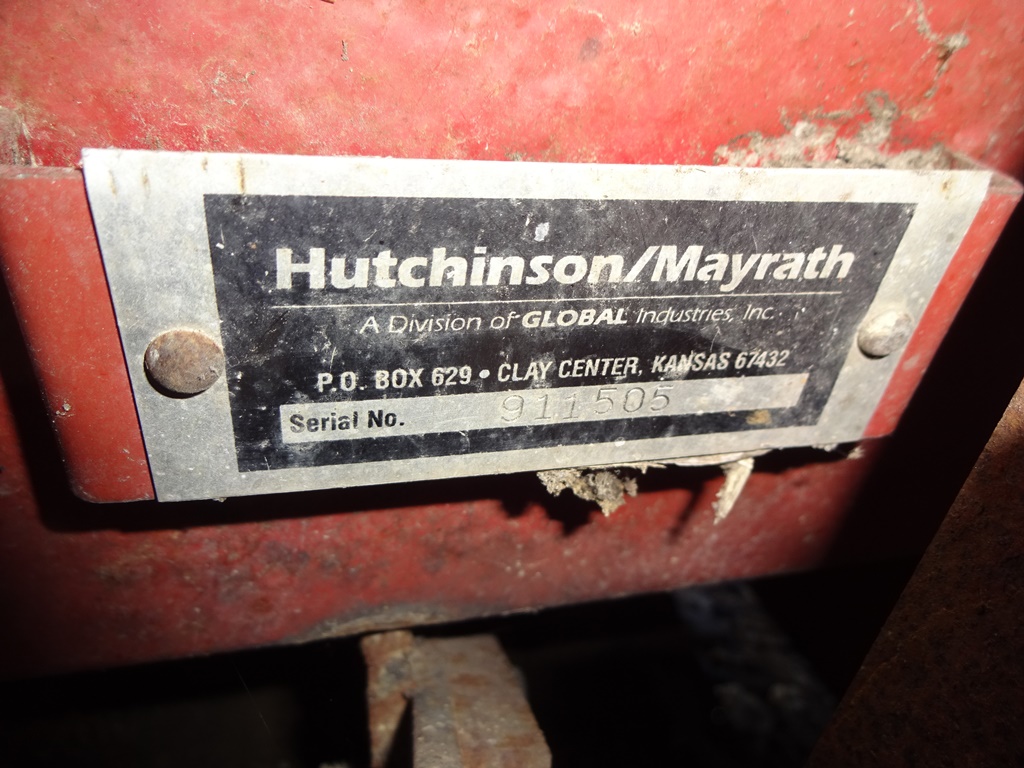 Hutchinson/Mayrath
A Division of GLOBAL Industries, Inc.
P.O. BOX 629 • CLAY CENTER, KANSAS 67432
Serial No. 911505